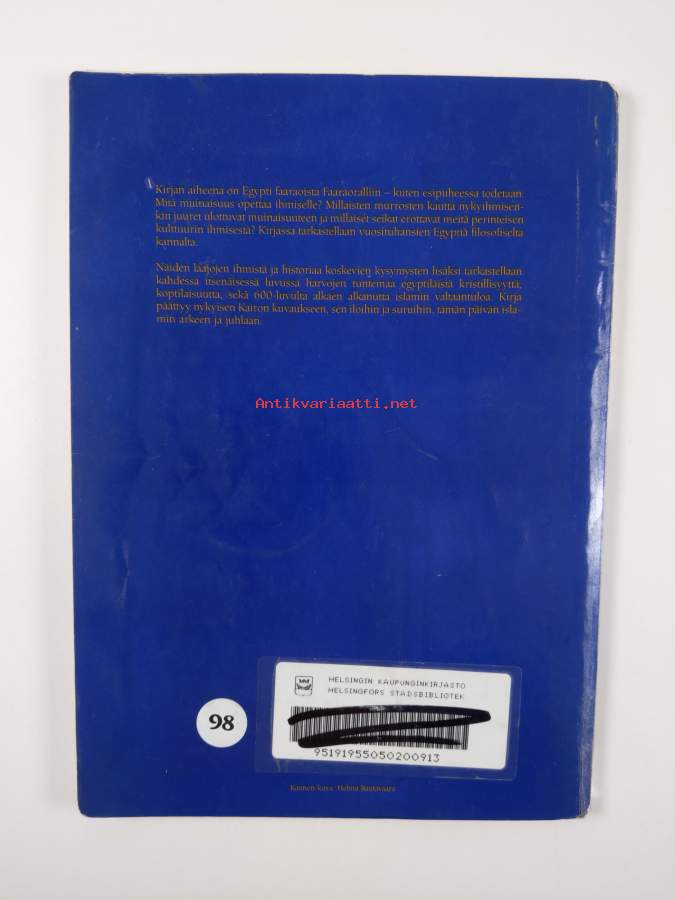 Kirjan aiheena on Egypti faaraoista Faaraoralliin – kuten esipuheessa todetaan.
Mitä muinaisuus opettaa ihmiselle? Millaisten murrosten kautta nykyihmisen-
kin juuret ulottuvat muinaisuuteen ja millaiset seikat erottavat meitä perinteisen
kulttuurin ihmisestä? Kirjassa tarkastellaan vuosituhansien Egyptiä filosofiselta
kannalta.
Näiden laajojen ihmistä ja historiaa koskevien kysymysten lisäksi tarkastellaan
kahdessa itsenäisessä luvussa harvojen tuntemaa egyptiläistä kristillisyyttä,
koptilaisuutta, sekä 600-luvulta alkaen alkanutta islamin valtaantuloa. Kirja
päättyy nykyisen Kairon kuvaukseen, sen iloihin ja suruihin, tämän päivän isla-
min arkeen ja juhlaan.
Antikvariaatti.net
HELSINGIN KAUPUNGINKIRJASTO
HELSINGFORS STADSBIBLIOTEK
98
95191955050200913
Kannen kuva: Helinä Rautavaara